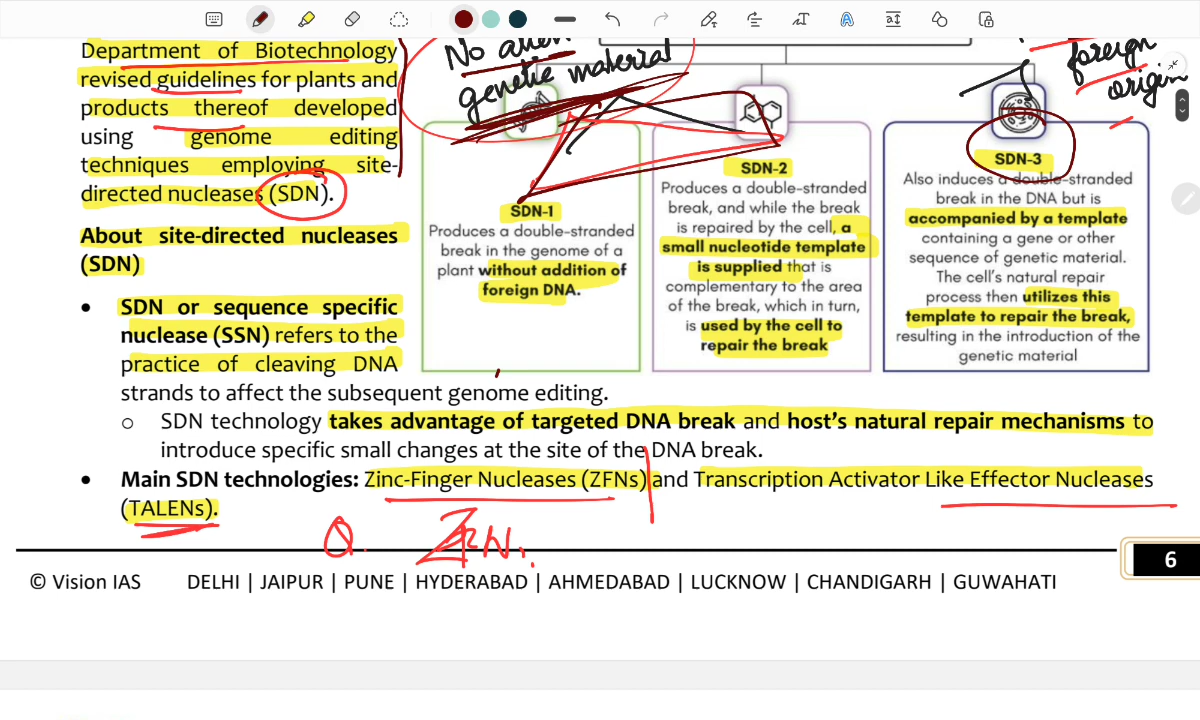 Department of Biotechnology
revised guidelines for plants and
products thereof developed
using genome editing
techniques employing site-
directed nucleases (SDN).
About site-directed nucleases
(SDN)
• SDN or sequence specific
nuclease (SSN) refers to the
practice of cleaving DNA
strands to affect the subsequent genome editing.
No alien
genetic material
SDN-1
Produces a double-stranded
break in the genome of a
plant without addition of
foreign DNA.
SDN-2
Produces a double-stranded
break, and while the break
is repaired by the cell, a
small nucleotide template
is supplied that is
complementary to the area
of the break, which in turn,
is used by the cell to
repair the break
foreign
origin
SDN-3
Also induces a double-stranded
break in the DNA but is
accompanied by a template
containing a gene or other
sequence of genetic material.
The cell's natural repair
process then utilizes this
template to repair the break,
resulting in the introduction of the
genetic material
o SDN technology takes advantage of targeted DNA break and host's natural repair mechanisms to
introduce specific small changes at the site of the DNA break.
• Main SDN technologies: Zinc-Finger Nucleases (ZFNs) and Transcription Activator Like Effector Nucleases
(TALENs).
Q. ZFN.
© Vision IAS DELHI | JAIPUR | PUNE | HYDERABAD | AHMEDABAD | LUCKNOW | CHANDIGARH | GUWAHATI
6